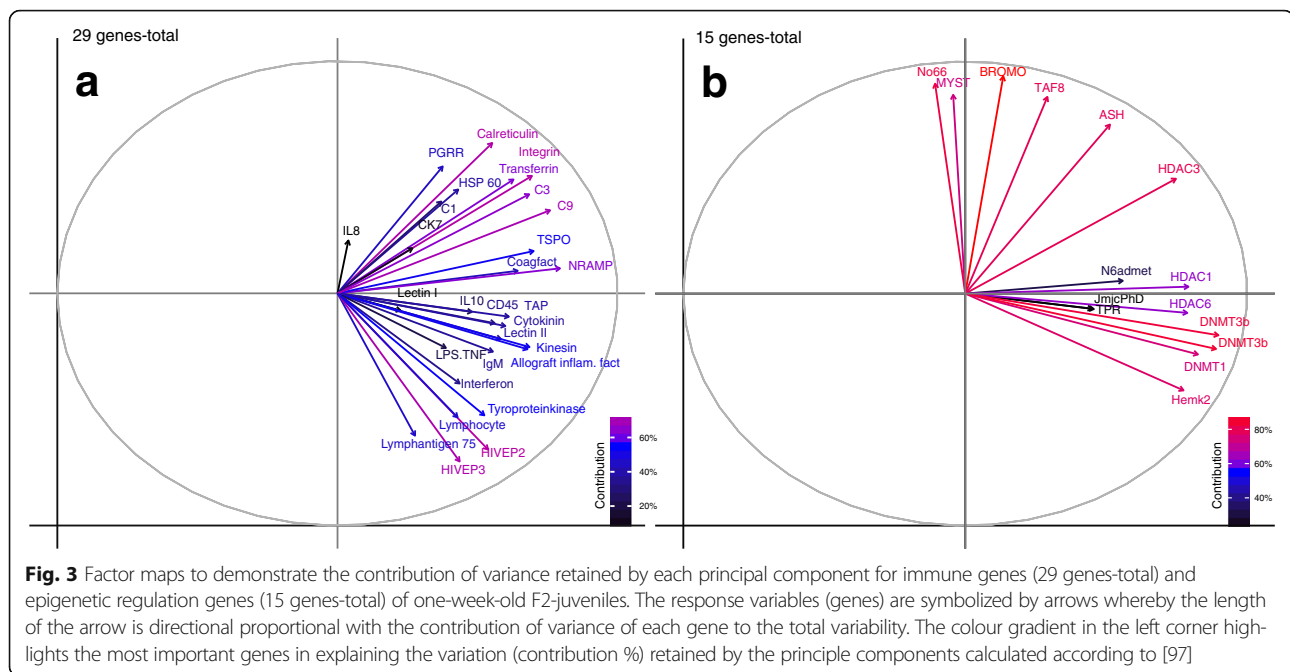 29 genes-total
a
Calreticulin
PGRR
Integrin
Transferrin
HSP 60
C3
C1
C9
CK7
IL8
TSPO
Coagfact
NRAMP
Lectin I
IL10
CD45
TAP
Cytokinin
Lectin II
Kinesin
LPS.TNF
IgM
Allograft inflam. fact
Interferon
Tyroproteinkinase
Lymphocyte
Lymphantigen 75
HIVEP2
HIVEP3
Contribution
60%
40%
20%
15 genes-total
b
No66
MYST
BROMO
TAF8
ASH
HDAC3
N6admet
HDAC1
JmjcPhD
TPR
HDAC6
DNMT3b
DNMT3b
DNMT1
Hemk2
Contribution
80%
60%
40%
Fig. 3 Factor maps to demonstrate the contribution of variance retained by each principal component for immune genes (29 genes-total) and
epigenetic regulation genes (15 genes-total) of one-week-old F2-juveniles. The response variables (genes) are symbolized by arrows whereby the length
of the arrow is directional proportional with the contribution of variance of each gene to the total variability. The colour gradient in the left corner high-
lights the most important genes in explaining the variation (contribution %) retained by the principle components calculated according to [97]